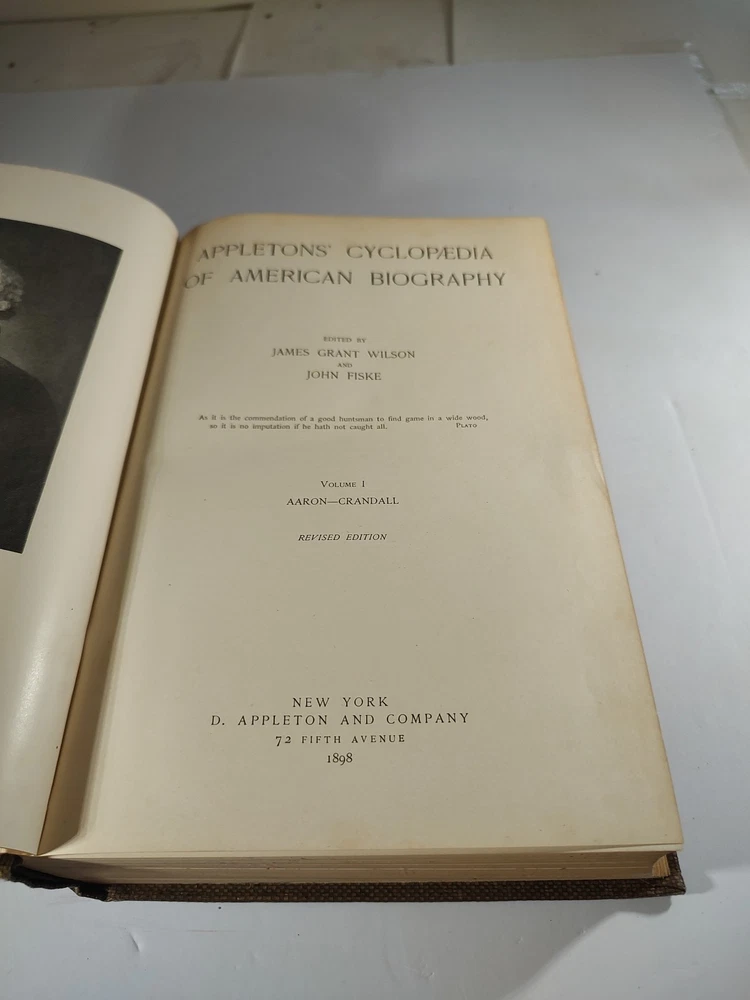 APPLETONS' CYCLOPÆDIA
OF AMERICAN BIOGRAPHY
EDITED BY
JAMES GRANT WILSON
AND
JOHN FISKE
As it is the commendation of a good huntsman to find game in a wide wood,
so it is no imputation if he hath not caught all. PLATO
VOLUME I
AARON—CRANDALL
REVISED EDITION
NEW YORK
D. APPLETON AND COMPANY
72 FIFTH AVENUE
1898